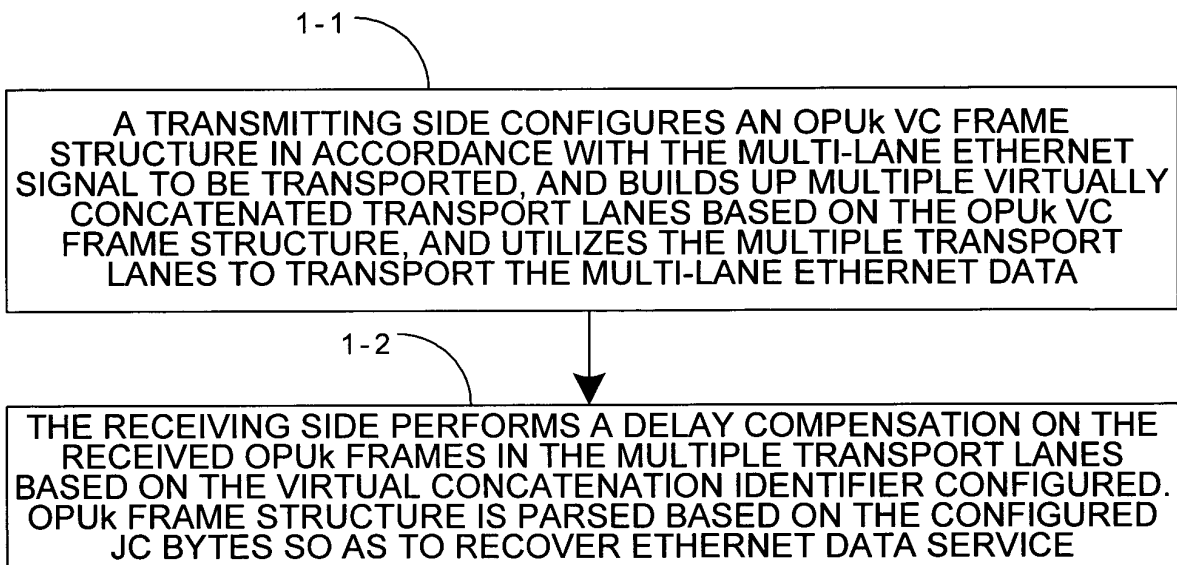 1-1
A TRANSMITTING SIDE CONFIGURES AN OPUk VC FRAME
STRUCTURE IN ACCORDANCE WITH THE MULTI-LANE ETHERNET
SIGNAL TO BE TRANSPORTED, AND BUILDS UP MULTIPLE VIRTUALLY
CONCATENATED TRANSPORT LANES BASED ON THE OPUk VC
FRAME STRUCTURE, AND UTILIZES THE MULTIPLE TRANSPORT
LANES TO TRANSPORT THE MULTI-LANE ETHERNET DATA
1-2
THE RECEIVING SIDE PERFORMS A DELAY COMPENSATION ON THE
RECEIVED OPUk FRAMES IN THE MULTIPLE TRANSPORT LANES
BASED ON THE VIRTUAL CONCATENATION IDENTIFIER CONFIGURED.
OPUk FRAME STRUCTURE IS PARSED BASED ON THE CONFIGURED
JC BYTES SO AS TO RECOVER ETHERNET DATA SERVICE